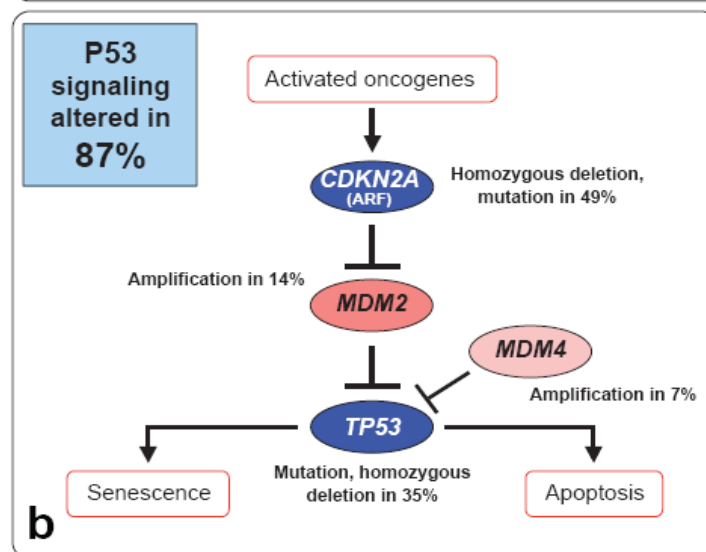 P53
signaling
altered in
87%
Activated oncogenes
CDKN2A
(ARF)
Homozygous deletion,
mutation in 49%
Amplification in 14%
MDM2
MDM4
Amplification in 7%
TP53
Mutation, homozygous
deletion in 35%
Senescence
Apoptosis
b